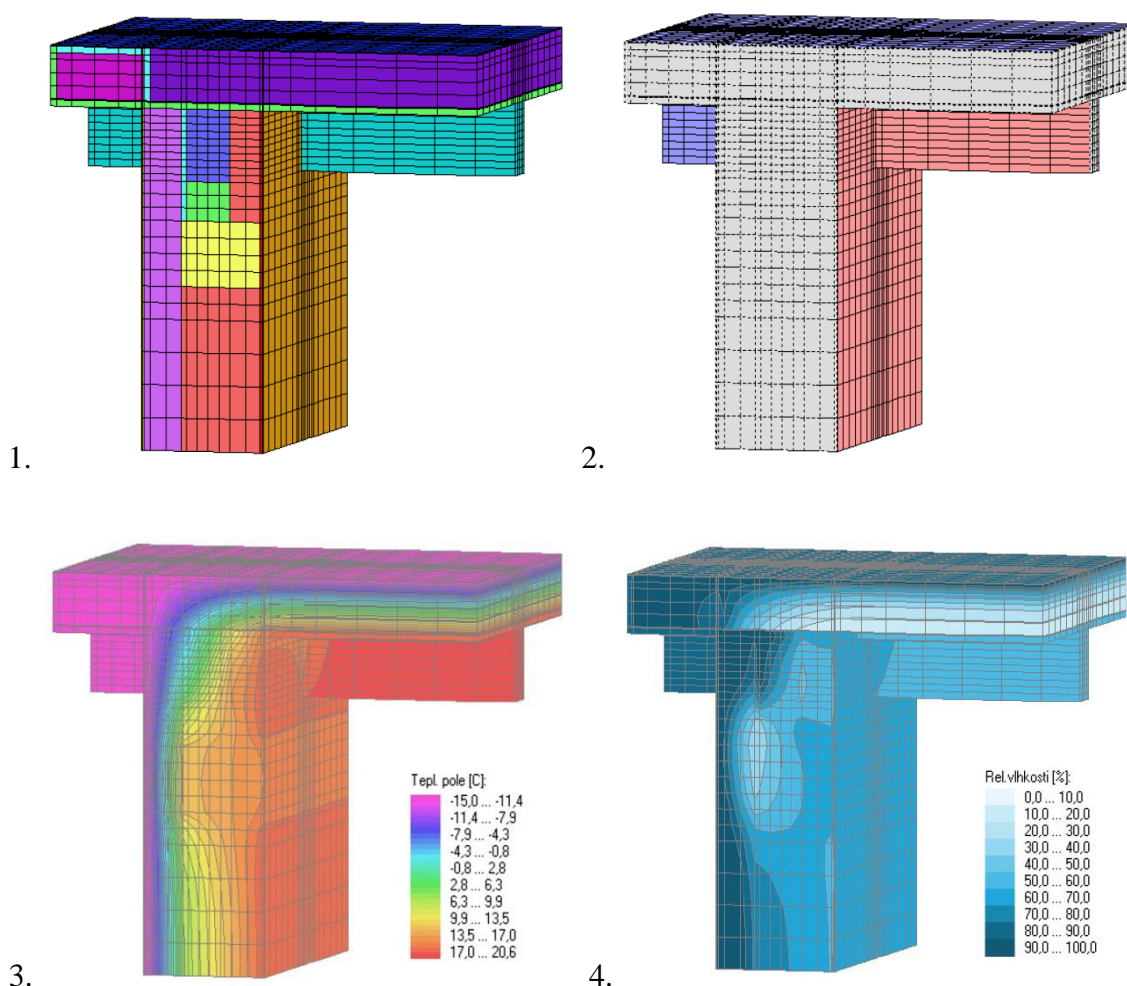 1.
2.
Tepl. pole [C]:
-15,0 ... -11,4
-11,4 ... -7,9
-7,9 ... -4,3
-4,3 ... -0,8
-0,8 ... 2,8
2,8 ... 6,3
6,3 ... 9,9
9,9 ... 13,5
13,5 ... 17,0
17,0 ... 20,6
3.
Rel.vlhkosti [%]:
0,0 ... 10,0
10,0 ... 20,0
20,0 ... 30,0
30,0 ... 40,0
40,0 ... 50,0
50,0 ... 60,0
60,0 ... 70,0
70,0 ... 80,0
80,0 ... 90,0
90,0 ... 100,0
4.